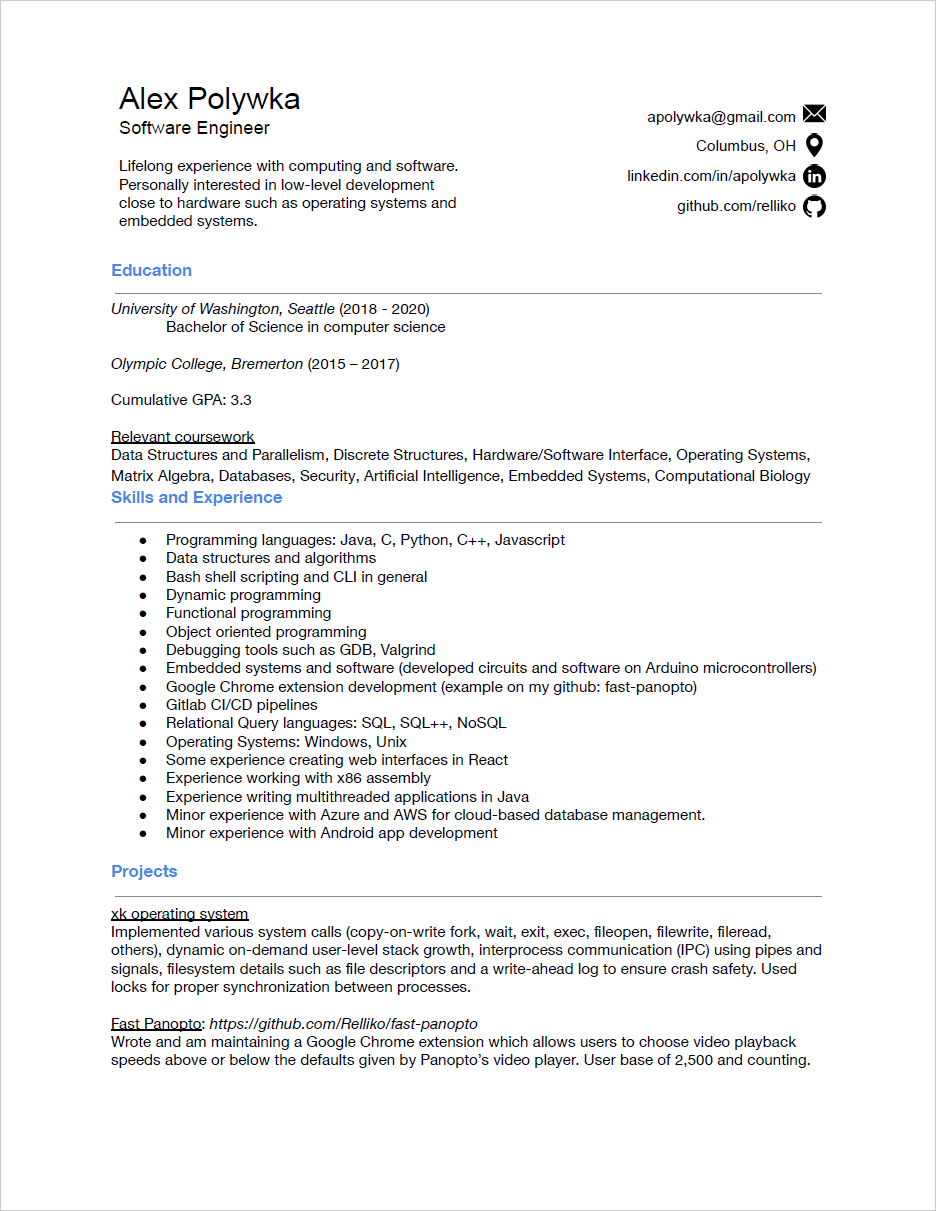 Alex Polywka
Software Engineer
Lifelong experience with computing and software.
Personally interested in low-level development
close to hardware such as operating systems and
embedded systems.
apolywka@gmail.com
Columbus, OH
linkedin.com/in/apolywka
github.com/relliko
Education
University of Washington, Seattle (2018 - 2020)
Bachelor of Science in computer science
Olympic College, Bremerton (2015 – 2017)
Cumulative GPA: 3.3
Relevant coursework
Data Structures and Parallelism, Discrete Structures, Hardware/Software Interface, Operating Systems,
Matrix Algebra, Databases, Security, Artificial Intelligence, Embedded Systems, Computational Biology
Skills and Experience
● Programming languages: Java, C, Python, C++, Javascript
● Data structures and algorithms
● Bash shell scripting and CLI in general
● Dynamic programming
● Functional programming
● Object oriented programming
● Debugging tools such as GDB, Valgrind
● Embedded systems and software (developed circuits and software on Arduino microcontrollers)
● Google Chrome extension development (example on my github: fast-panopto)
● Gitlab CI/CD pipelines
● Relational Query languages: SQL, SQL++, NoSQL
● Operating Systems: Windows, Unix
● Some experience creating web interfaces in React
● Experience working with x86 assembly
● Experience writing multithreaded applications in Java
● Minor experience with Azure and AWS for cloud-based database management.
● Minor experience with Android app development
Projects
xk operating system
Implemented various system calls (copy-on-write fork, wait, exit, exec, fileopen, filewrite, fileread,
others), dynamic on-demand user-level stack growth, interprocess communication (IPC) using pipes and
signals, filesystem details such as file descriptors and a write-ahead log to ensure crash safety. Used
locks for proper synchronization between processes.
Fast Panopto: https://github.com/Relliko/fast-panopto
Wrote and am maintaining a Google Chrome extension which allows users to choose video playback
speeds above or below the defaults given by Panopto’s video player. User base of 2,500 and counting.